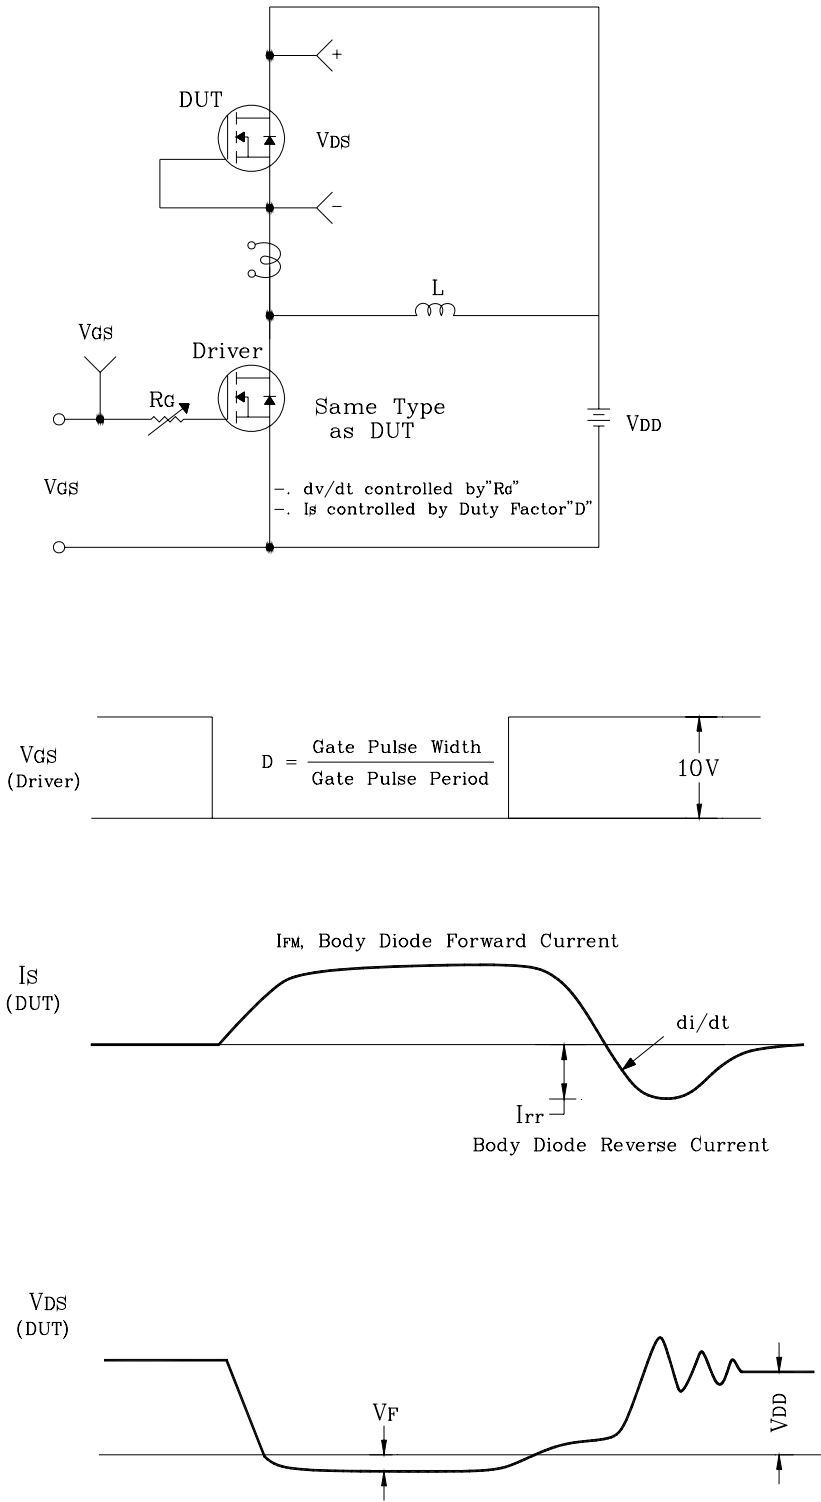 +
DUT
VDS
−
L
VGS
Driver
RG
Same Type
as DUT
VDD
VGS
−. dv/dt controlled by"RG"
−. Is controlled by Duty Factor"D"
VGS
(Driver)
D = Gate Pulse Width
Gate Pulse Period
10V
IFM, Body Diode Forward Current
IS
(DUT)
di/dt
Irr
Body Diode Reverse Current
VDS
(DUT)
VF
VDD